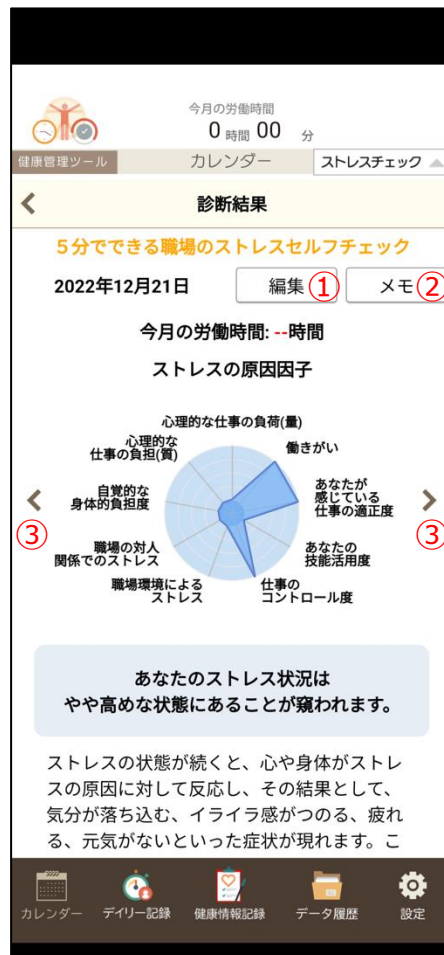 今月の労働時間
0 時間 00 分
健康管理ツール
カレンダー
ストレスチェック
診断結果
5分でできる職場のストレスセルフチェック
2022年12月21日
編集
①
メモ
②
今月の労働時間: --時間
ストレスの原因因子
心理的な仕事の負荷(量)
働きがい
あなたが
感じている
仕事の適正度
あなたの
技能活用度
仕事の
コントロール度
職場環境による
ストレス
職場の対人
関係でのストレス
自覚的な
身体的負担度
心理的な
仕事の負担(質)
③
③
あなたのストレス状況は
やや高めな状態にあることが窺われます。
ストレスの状態が続くと、心や身体がストレ
スの原因に対して反応し、その結果として、
気分が落ち込む、イライラ感がつのる、疲れ
る、元気がないといった症状が現れます。こ
カレンダー
デイリー記録
健康情報記録
データ履歴
設定